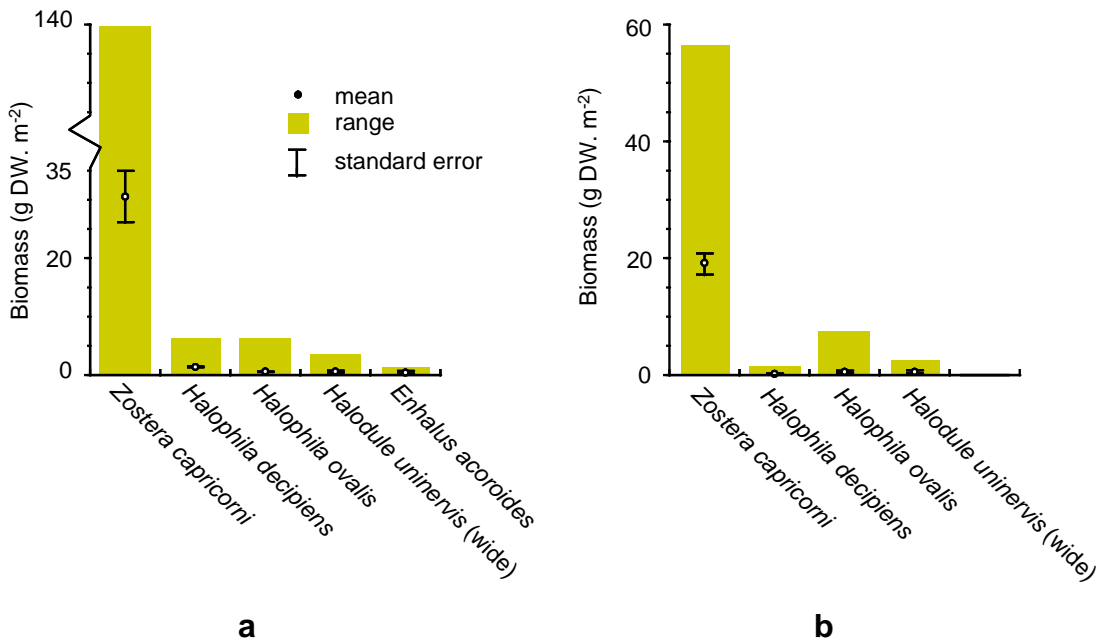 140
35
20
0
Biomass (g DW. m-2)
mean
range
standard error
Zostera capricorni
Halophila decipiens
Halophila ovalis
Halodule uninervis (wide)
Enhalus acoroides
a
60
40
20
0
Biomass (g DW. m-2)
Zostera capricorni
Halophila decipiens
Halophila ovalis
Halodule uninervis (wide)
b